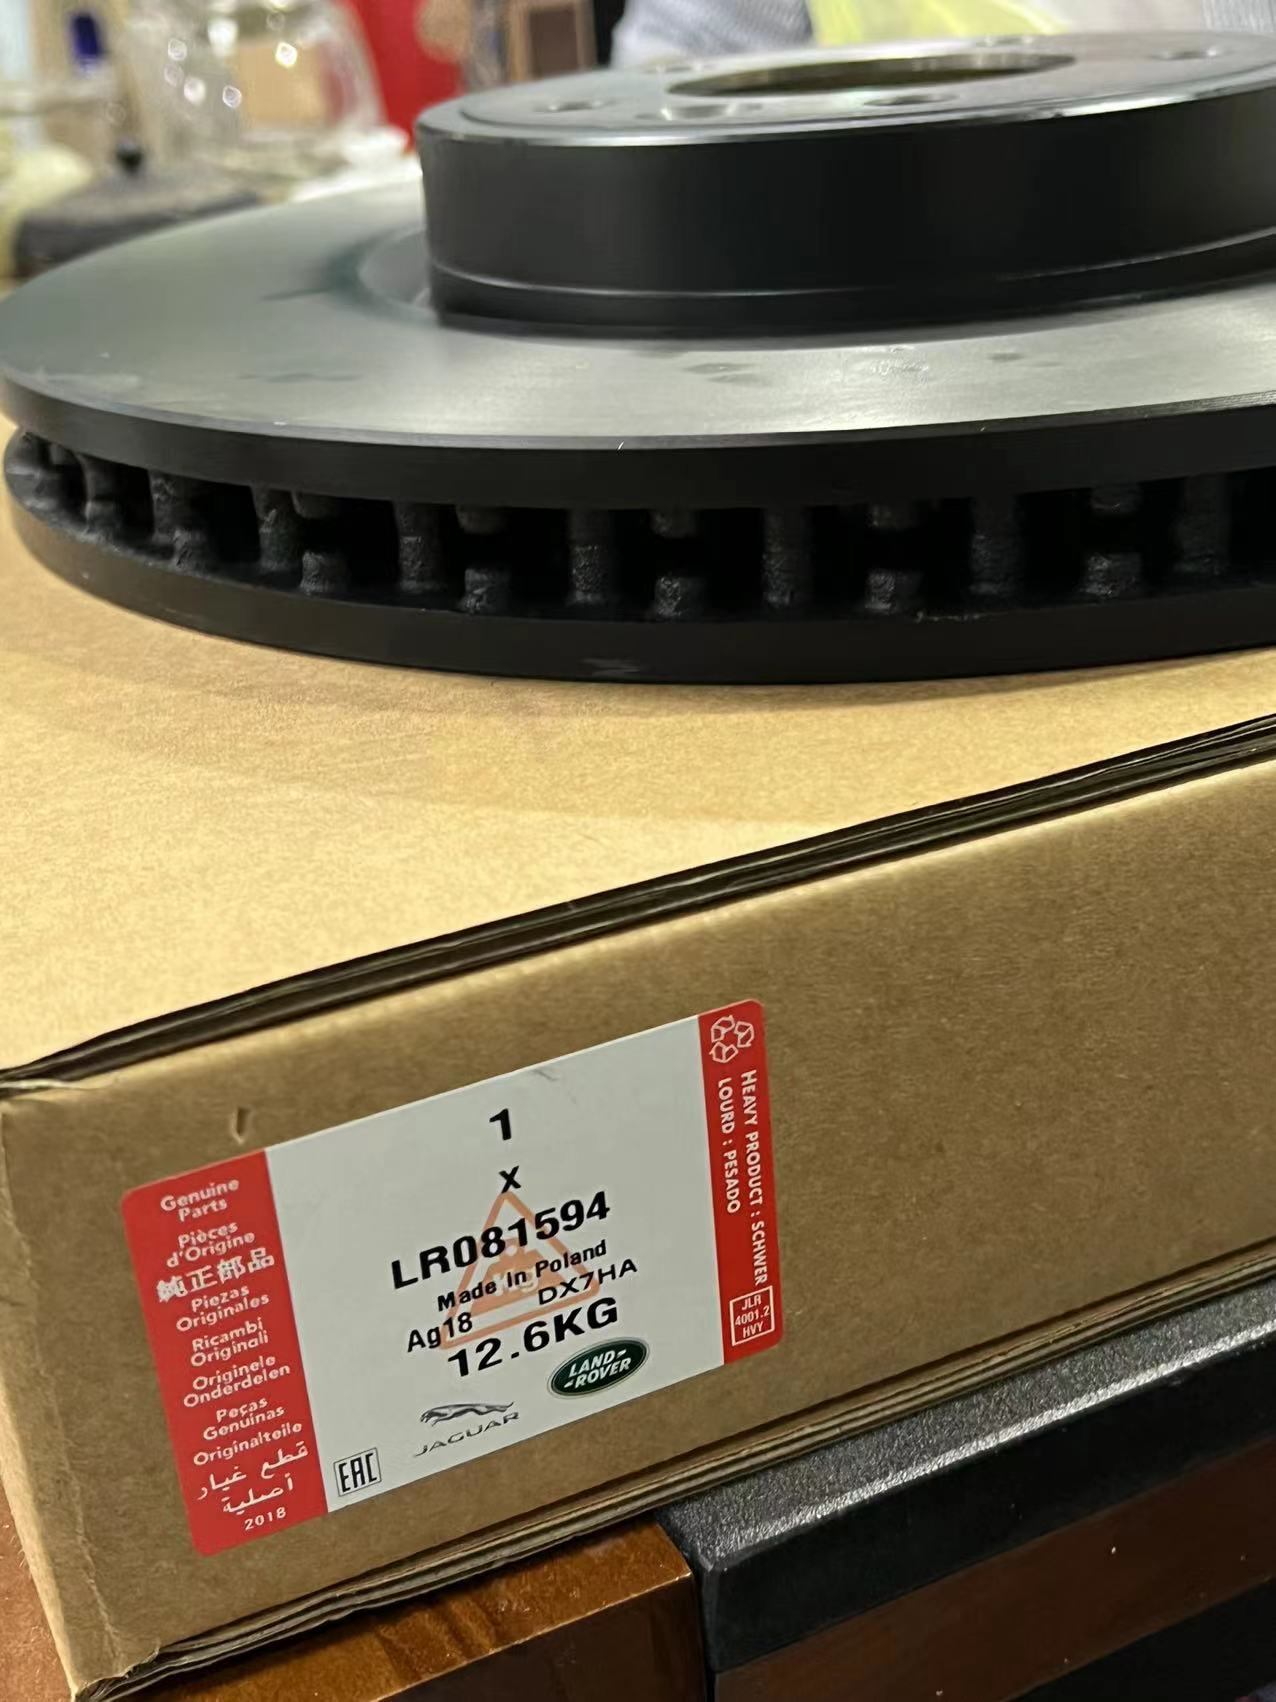 Genuine
Parts
Pièces
d'Origine
純正部品
Piezas
Originales
Ricambi
Originali
Originele
Onderdelen
Peças
Genuínas
Originalteile
قطع غيار
أصلية
2018
1
x
LR081594
Made in Poland
Ag18 DX7HA
12.6KG
Kg
LAND-
-ROVER
JAGUAR
EAC
HEAVY PRODUCT : SCHWER
LOURD : PESADO
JLR
4001.2
HVY